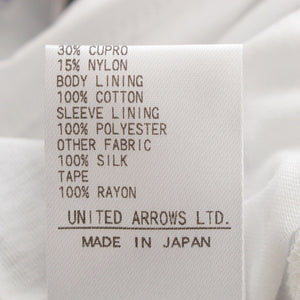 30% CUPRO
15% NYLON
BODY LINING
100% COTTON
SLEEVE LINING
100% POLYESTER
OTHER FABRIC
100% SILK
TAPE
100% RAYON
UNITED ARROWS LTD.
MADE IN JAPAN